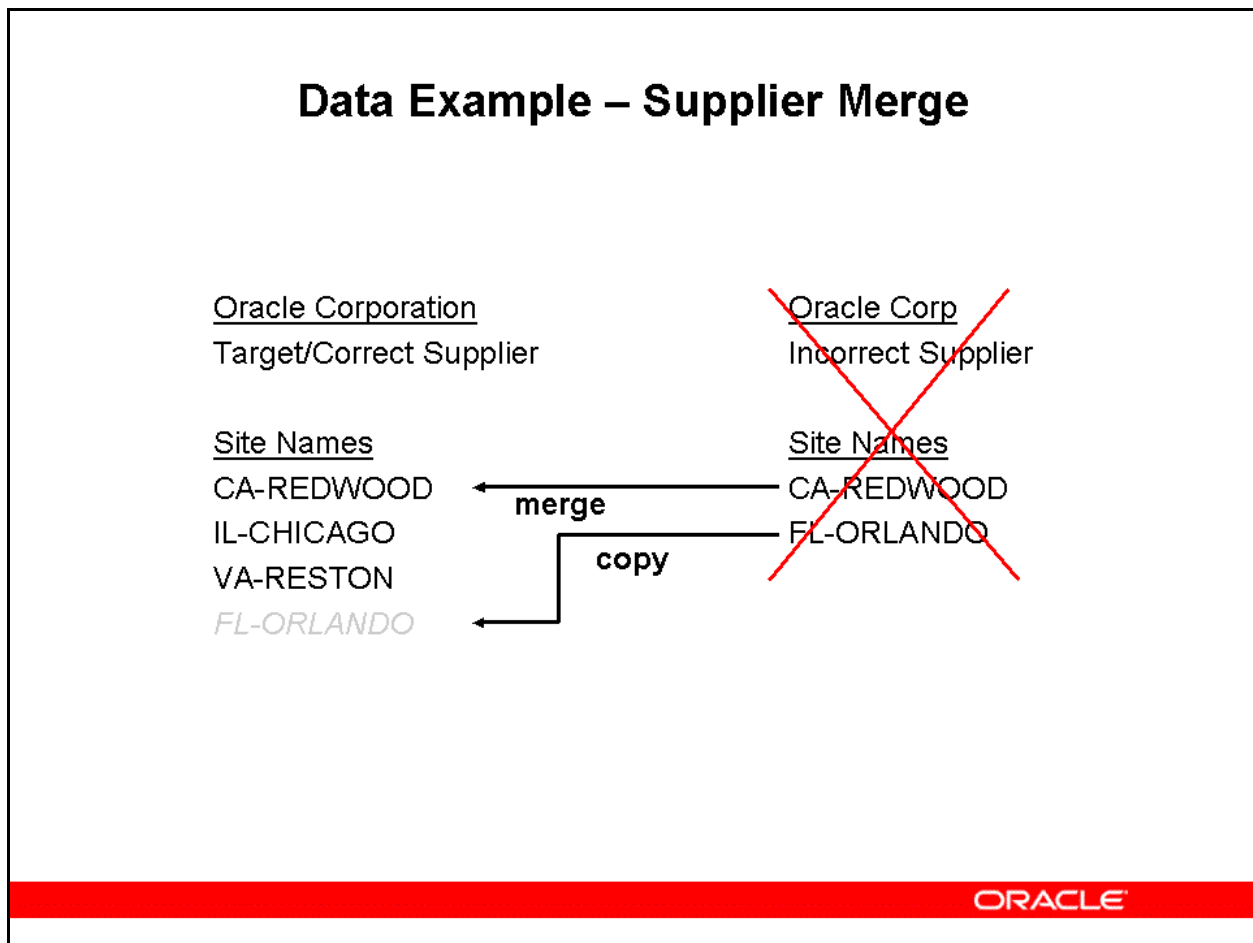 Data Example – Supplier Merge
Oracle Corporation
Target/Correct Supplier
Site Names
CA-REDWOOD
IL-CHICAGO
VA-RESTON
FL-ORLANDO
merge
copy
Oracle Corp
Incorrect Supplier
Site Names
CA-REDWOOD
FL-ORLANDO
ORACLE